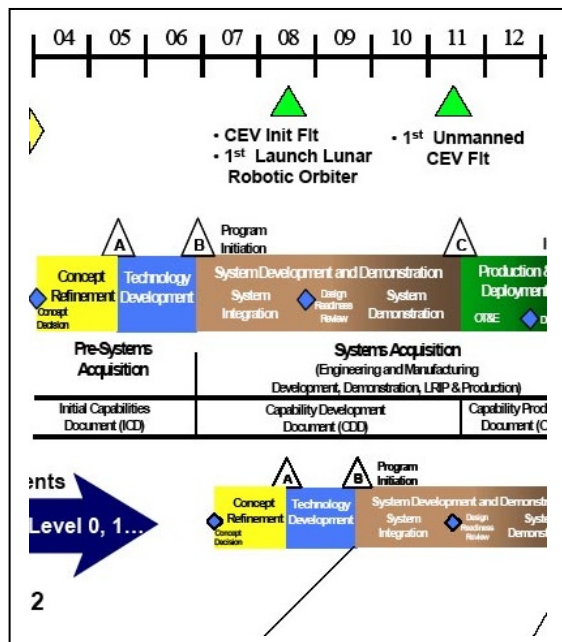 04 05 06 07 08 09 10 11 12
• CEV Init Flt
• 1st Launch Lunar
Robotic Orbiter
• 1st Unmanned
CEV Flt
A
B
Program
Initiation
C
I
Concept
Refinement
Concept
Decision
Technology
Development
System Development and Demonstration
System
Integration
Design
Readiness
Review
System
Demonstration
Production &
Deployment
OT&E
D
Pre-Systems
Acquisition
Systems Acquisition
(Engineering and Manufacturing
Development, Demonstration, LRIP & Production)
Initial Capabilities
Document (ICD)
Capability Development
Document (CDD)
Capability Prod
Document (C
ents
Level 0, 1…
A
B
Program
Initiation
Concept
Refinement
Concept
Decision
Technology
Development
System Development and Demonstra
System
Integration
Design
Readiness
Review
Syste
Demonst
2